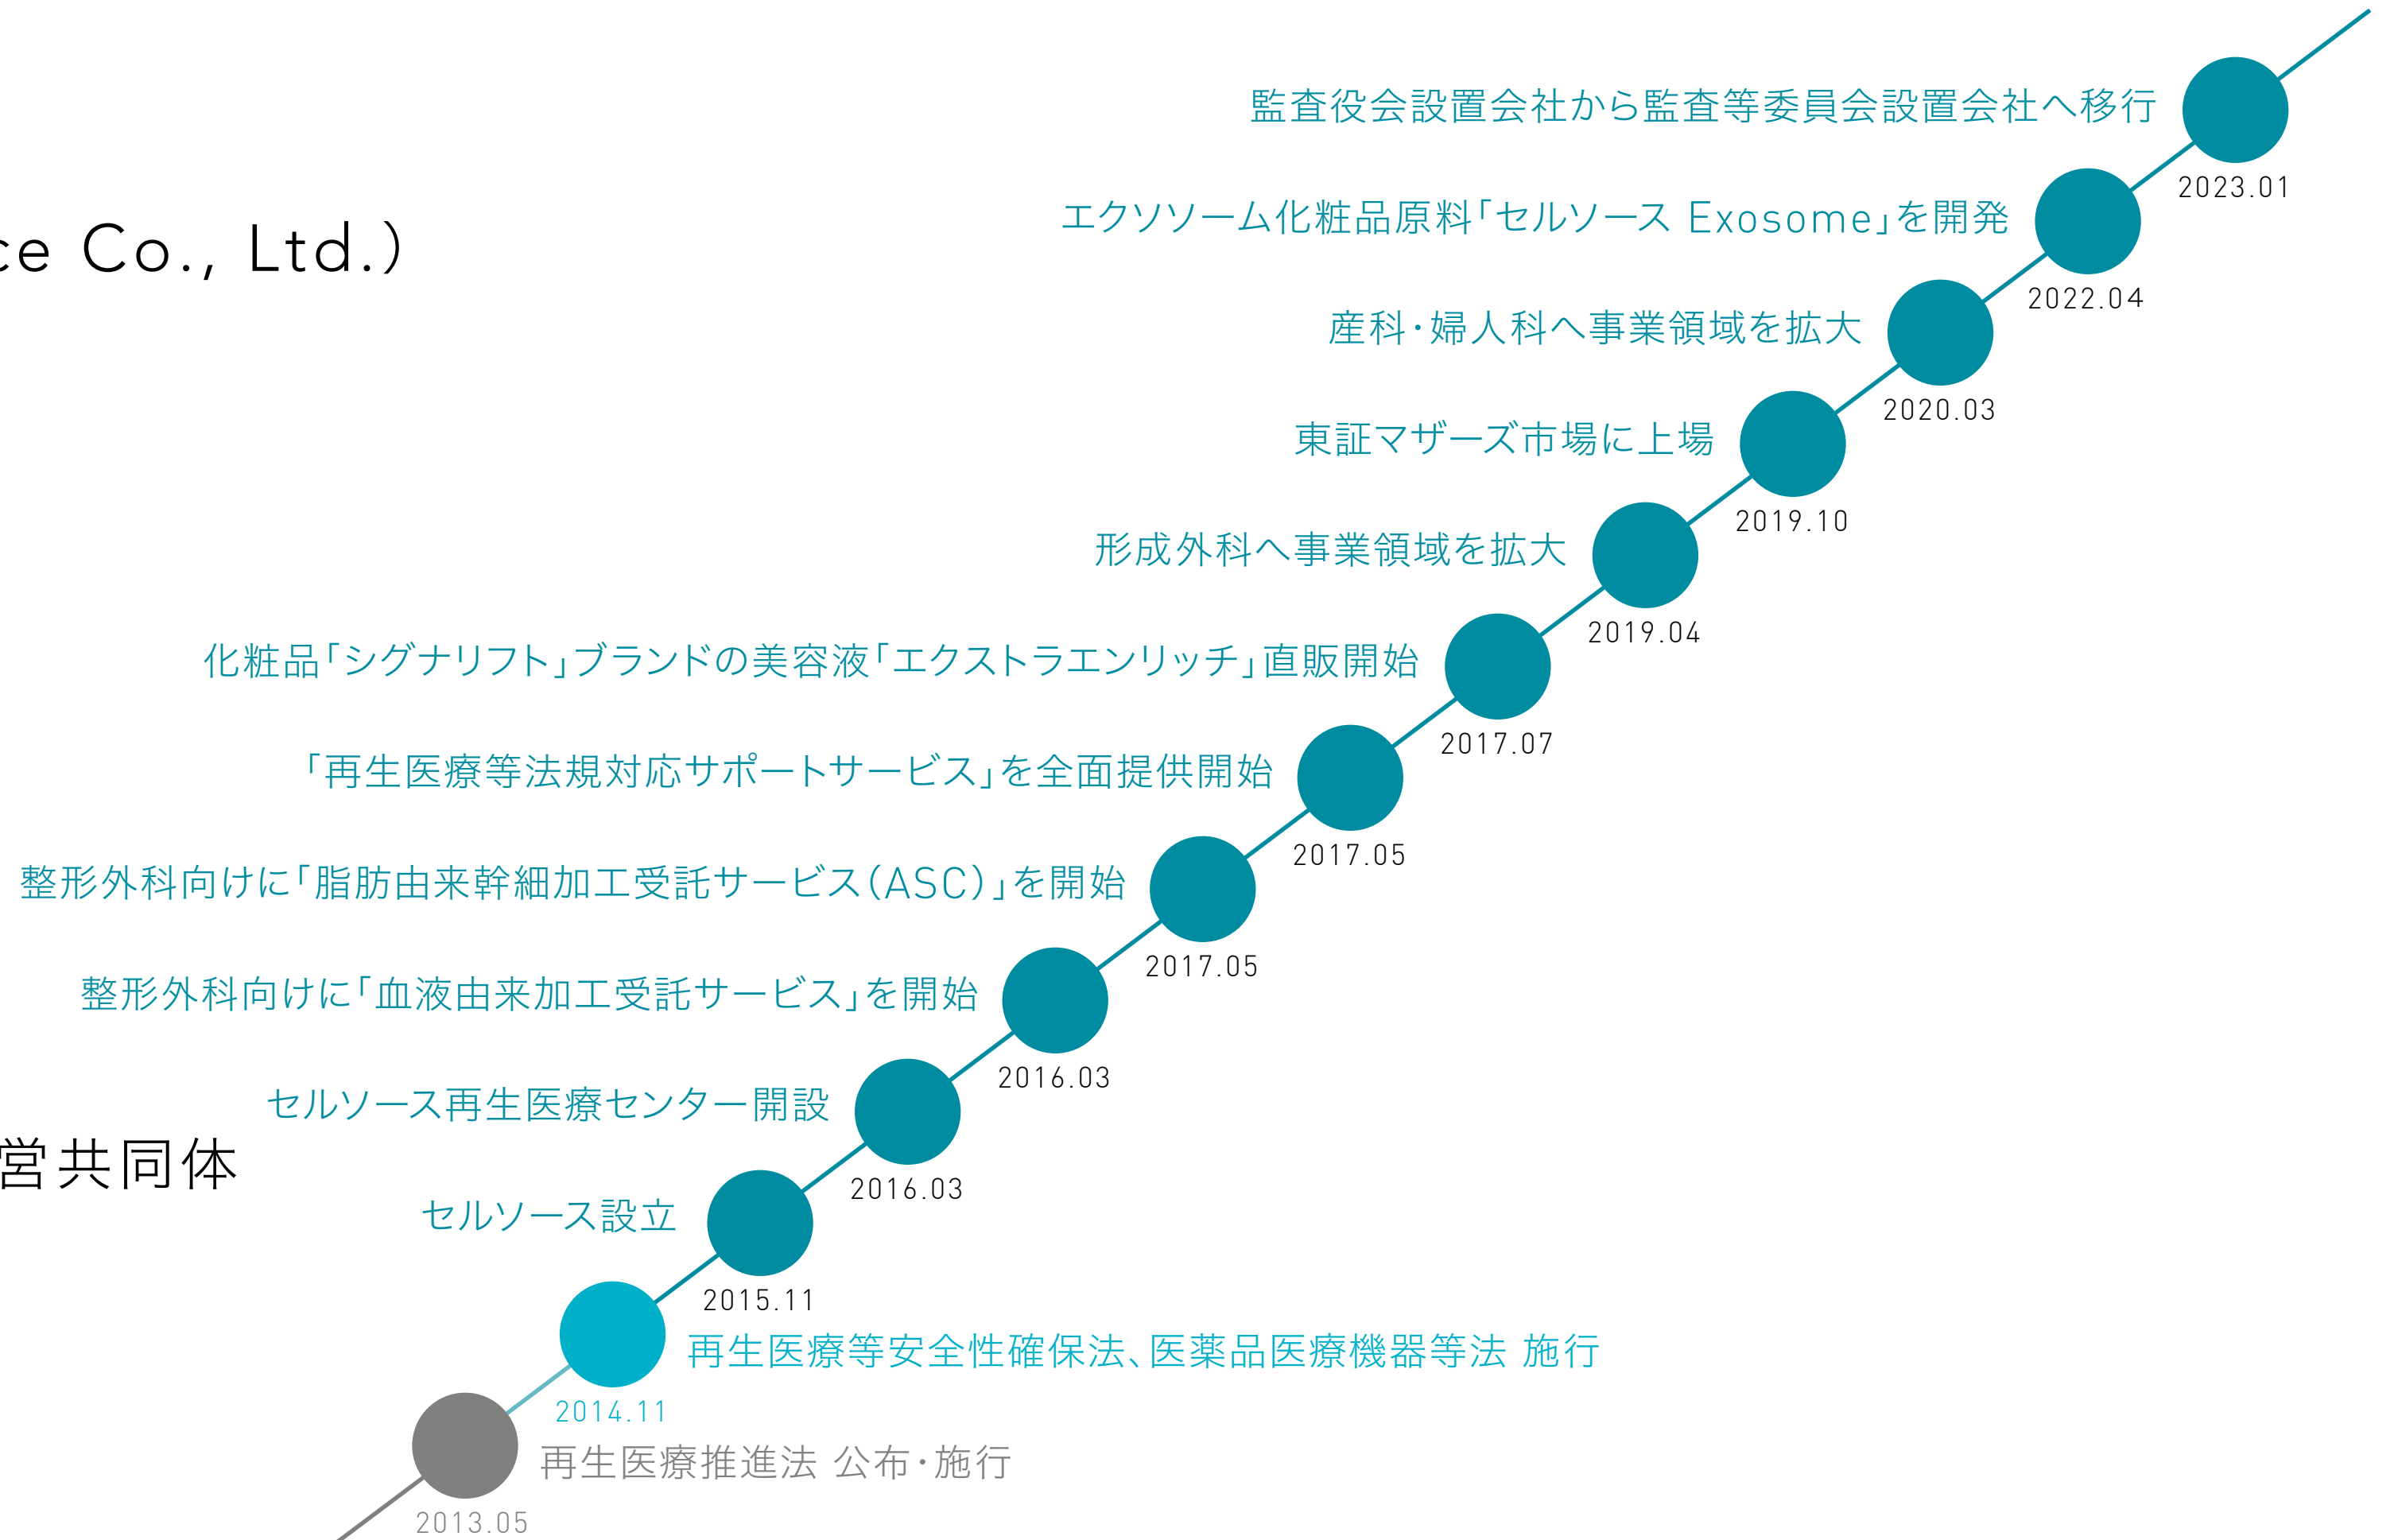 監査役会設置会社から監査等委員会設置会社へ移行
2023.01
エクソソーム化粧品原料「セルソース Exosome」を開発
2022.04
ce Co., Ltd.）
産科・婦人科へ事業領域を拡大
2020.03
東証マザーズ市場に上場
2019.10
形成外科へ事業領域を拡大
2019.04
化粧品「シグナリフト」ブランドの美容液「エクストラエンリッチ」直販開始
2017.07
「再生医療等法規対応サポートサービス」を全面提供開始
2017.05
整形外科向けに「脂肪由来幹細加工受託サービス（ASC）」を開始
2017.05
整形外科向けに「血液由来加工受託サービス」を開始
2016.03
セルソース再生医療センター開設
2016.03
営共同体
セルソース設立
2015.11
再生医療等安全性確保法、医薬品医療機器等法 施行
2014.11
再生医療推進法 公布・施行
2013.05